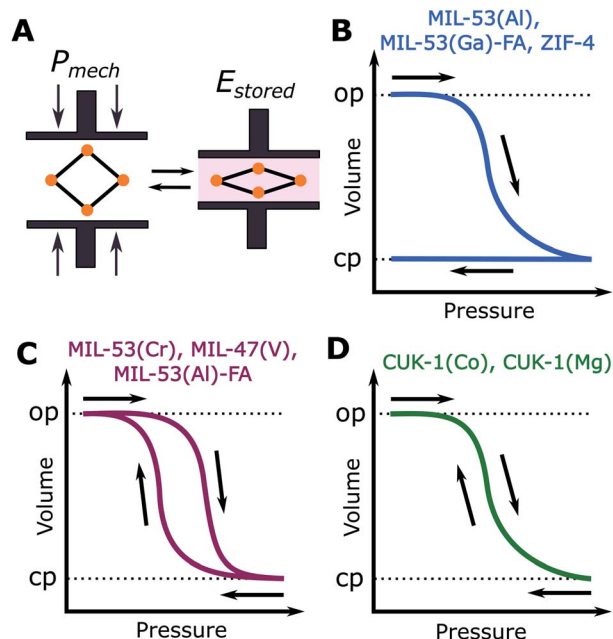 A
P_mech
E_stored
B
MIL-53(Al),
MIL-53(Ga)-FA, ZIF-4
op
Volume
cp
Pressure
C
MIL-53(Cr), MIL-47(V),
MIL-53(Al)-FA
op
Volume
cp
Pressure
D
CUK-1(Co), CUK-1(Mg)
op
Volume
cp
Pressure